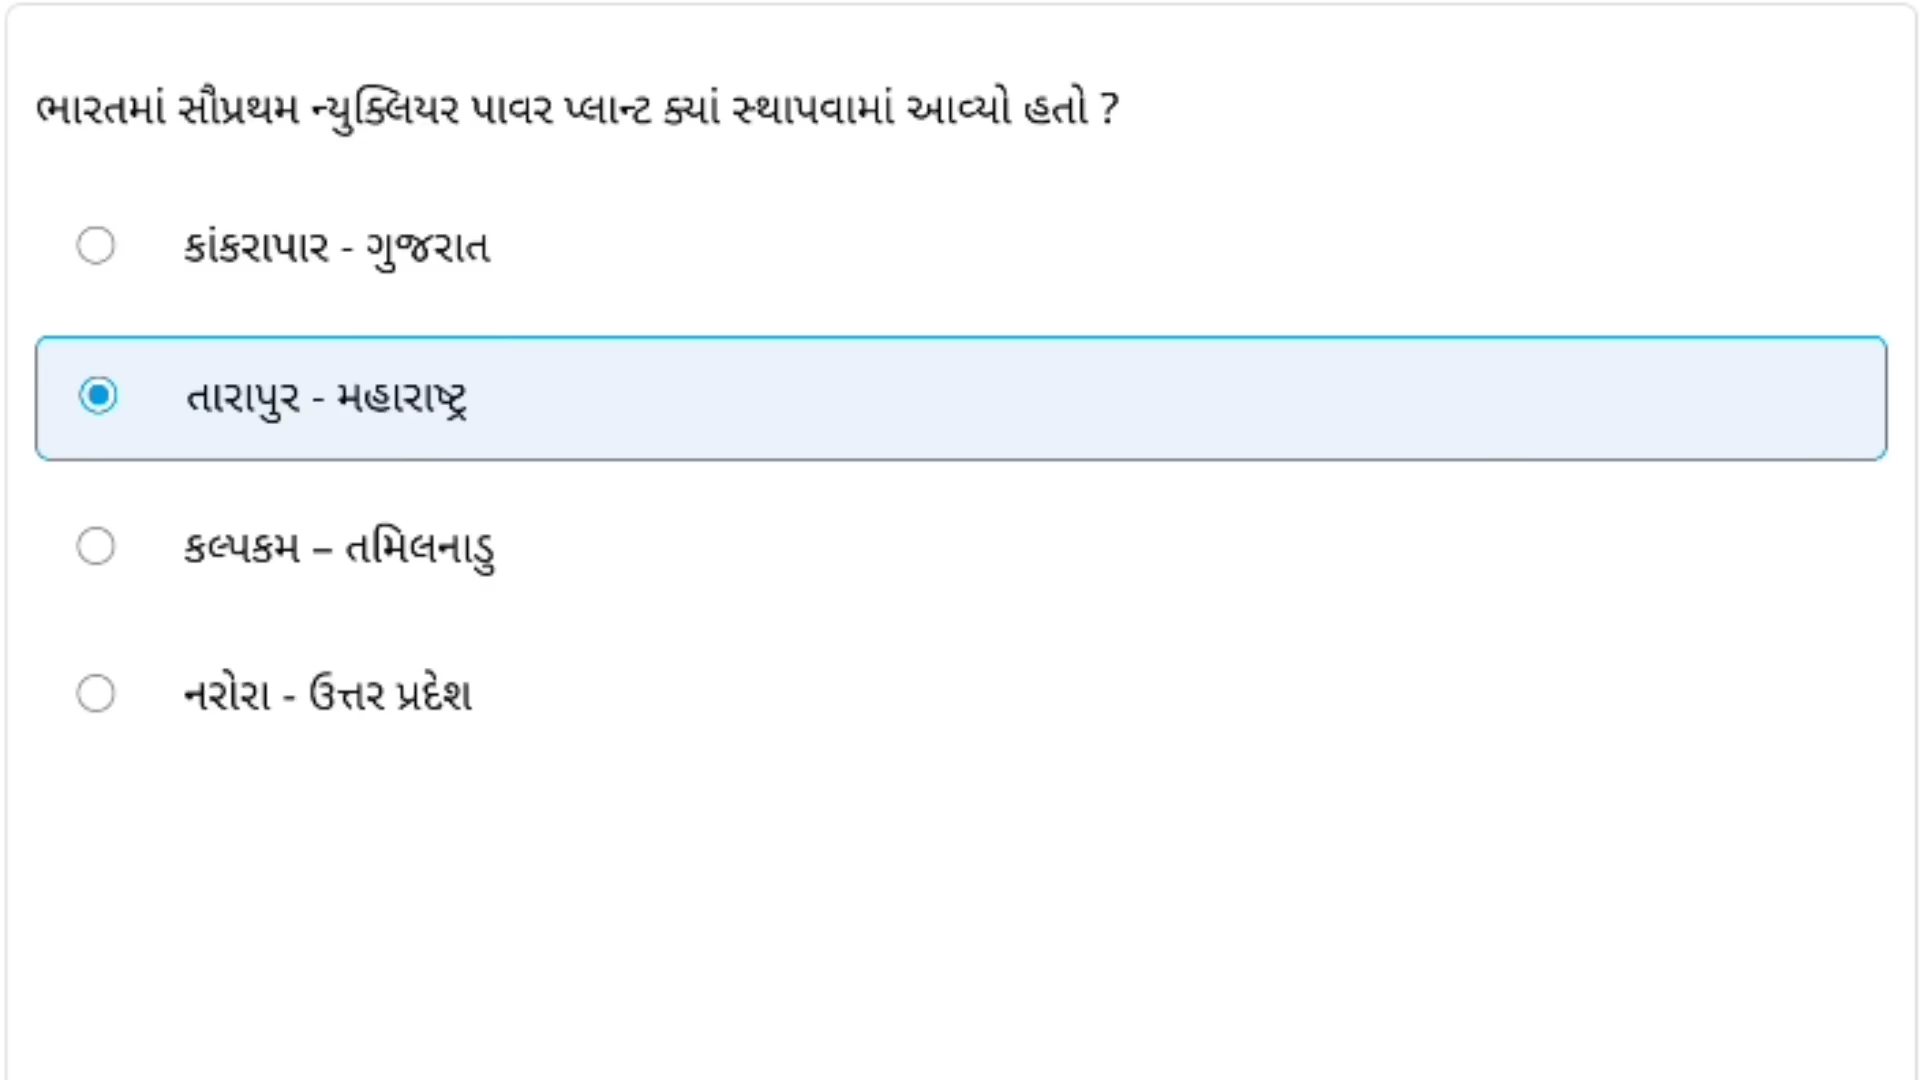 ભારતમાં સૌપ્રથમ ન્યુક્લિયર પાવર પ્લાન્ટ ક્યાં સ્થાપવામાં આવ્યો હતો ?
કાંકરાપાર - ગુજરાત
તારાપુર - મહારાષ્ટ્ર
કલ્પકમ – તમિલનાડુ
નરોરા - ઉત્તર પ્રદેશ